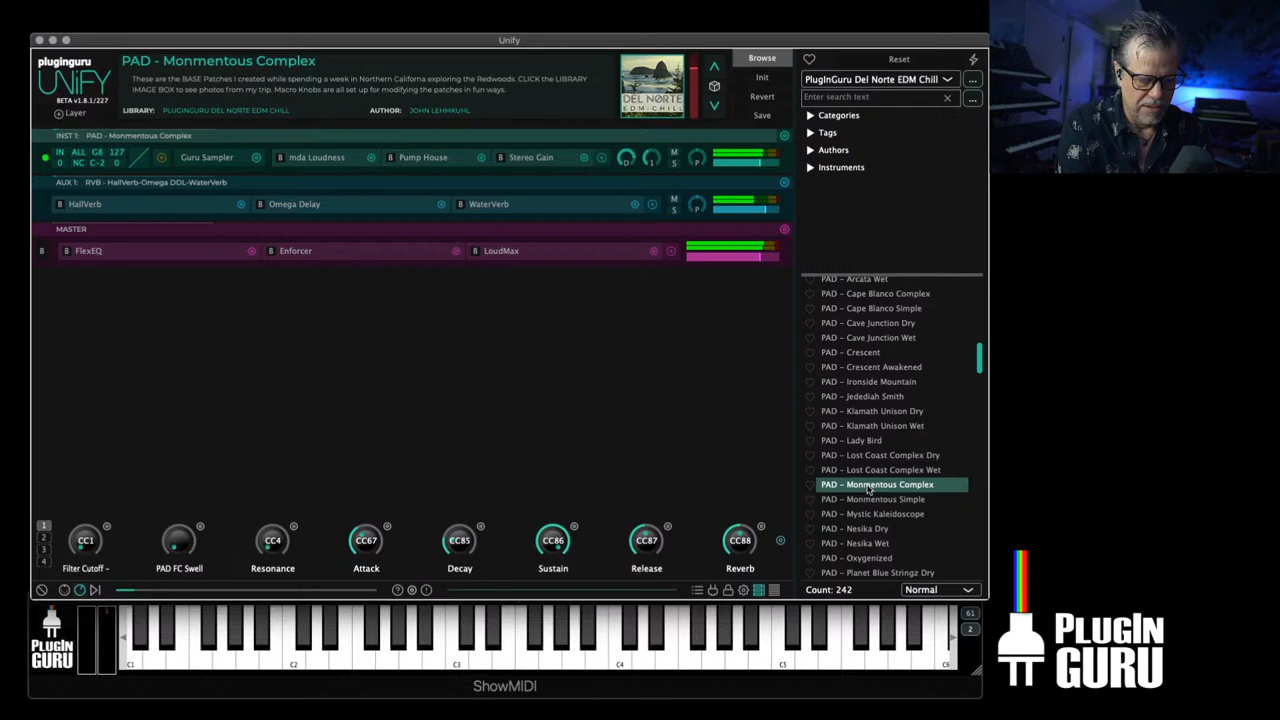 Unify
pluginguru
UNIFY
BETA v1.8.1/227
Layer
PAD - Monmentous Complex
These are the BASE Patches I created while spending a week in Northern Californa exploring the Redwoods. CLICK the LIBRARY
IMAGE BOX to see photos from my trip. Macro Knobs are all set up for modifying the patches in fun ways.
LIBRARY: PLUGINGURU DEL NORTE EDM CHILL AUTHOR: JOHN LEHMKUHL
DEL NORTE
EDM-CHILL
Browse
Init
Revert
Save
Reset
PlugInGuru Del Norte EDM Chill ...
Enter search text ...
Categories
Tags
Authors
Instruments
INST 1: PAD - Monmentous Complex
IN ALL G8 127
0 NC C-2 0
Guru Sampler B mda Loudness B Pump House B Stereo Gain D 1 M S P
AUX 1: RVB - HallVerb-Omega DDL-WaterVerb
B HallVerb B Omega Delay B WaterVerb M S P
MASTER
B B FlexEQ B Enforcer B LoudMax
PAD - Arcata Wet
PAD - Cape Blanco Complex
PAD - Cape Blanco Simple
PAD - Cave Junction Dry
PAD - Cave Junction Wet
PAD - Crescent
PAD - Crescent Awakened
PAD - Ironside Mountain
PAD - Jedediah Smith
PAD - Klamath Unison Dry
PAD - Klamath Unison Wet
PAD - Lady Bird
PAD - Lost Coast Complex Dry
PAD - Lost Coast Complex Wet
PAD - Monmentous Complex
PAD - Monmentous Simple
PAD - Mystic Kaleidoscope
PAD - Nesika Dry
PAD - Nesika Wet
PAD - Oxygenized
PAD - Planet Blue Stringz Dry
Count: 242 Normal
1
2
3
4
CC1 CC4 CC67 CC85 CC86 CC87 CC88
Filter Cutoff - PAD FC Swell Resonance Attack Decay Sustain Release Reverb
PLUGIN
GURU
C1 C2 C3 C4 C5 C6
61
2
ShowMIDI
PLUGIN
GURU